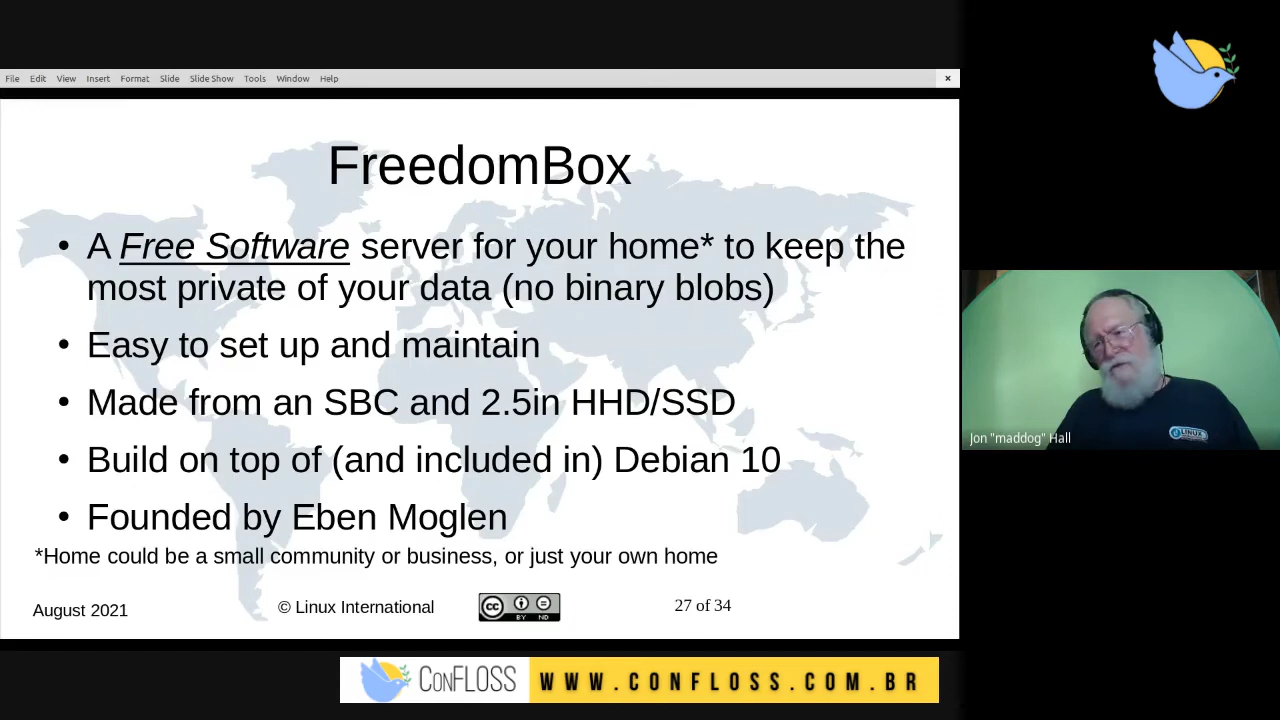 File Edit View Insert Format Slide Slide Show Tools Window Help
FreedomBox
• A Free Software server for your home* to keep the
most private of your data (no binary blobs)
• Easy to set up and maintain
• Made from an SBC and 2.5in HHD/SSD
• Build on top of (and included in) Debian 10
• Founded by Eben Moglen
*Home could be a small community or business, or just your own home
August 2021 © Linux International cc BY ND 27 of 34
Jon "maddog" Hall
LINUX
CONFLOSS WWW.CONFLOSS.COM.BR